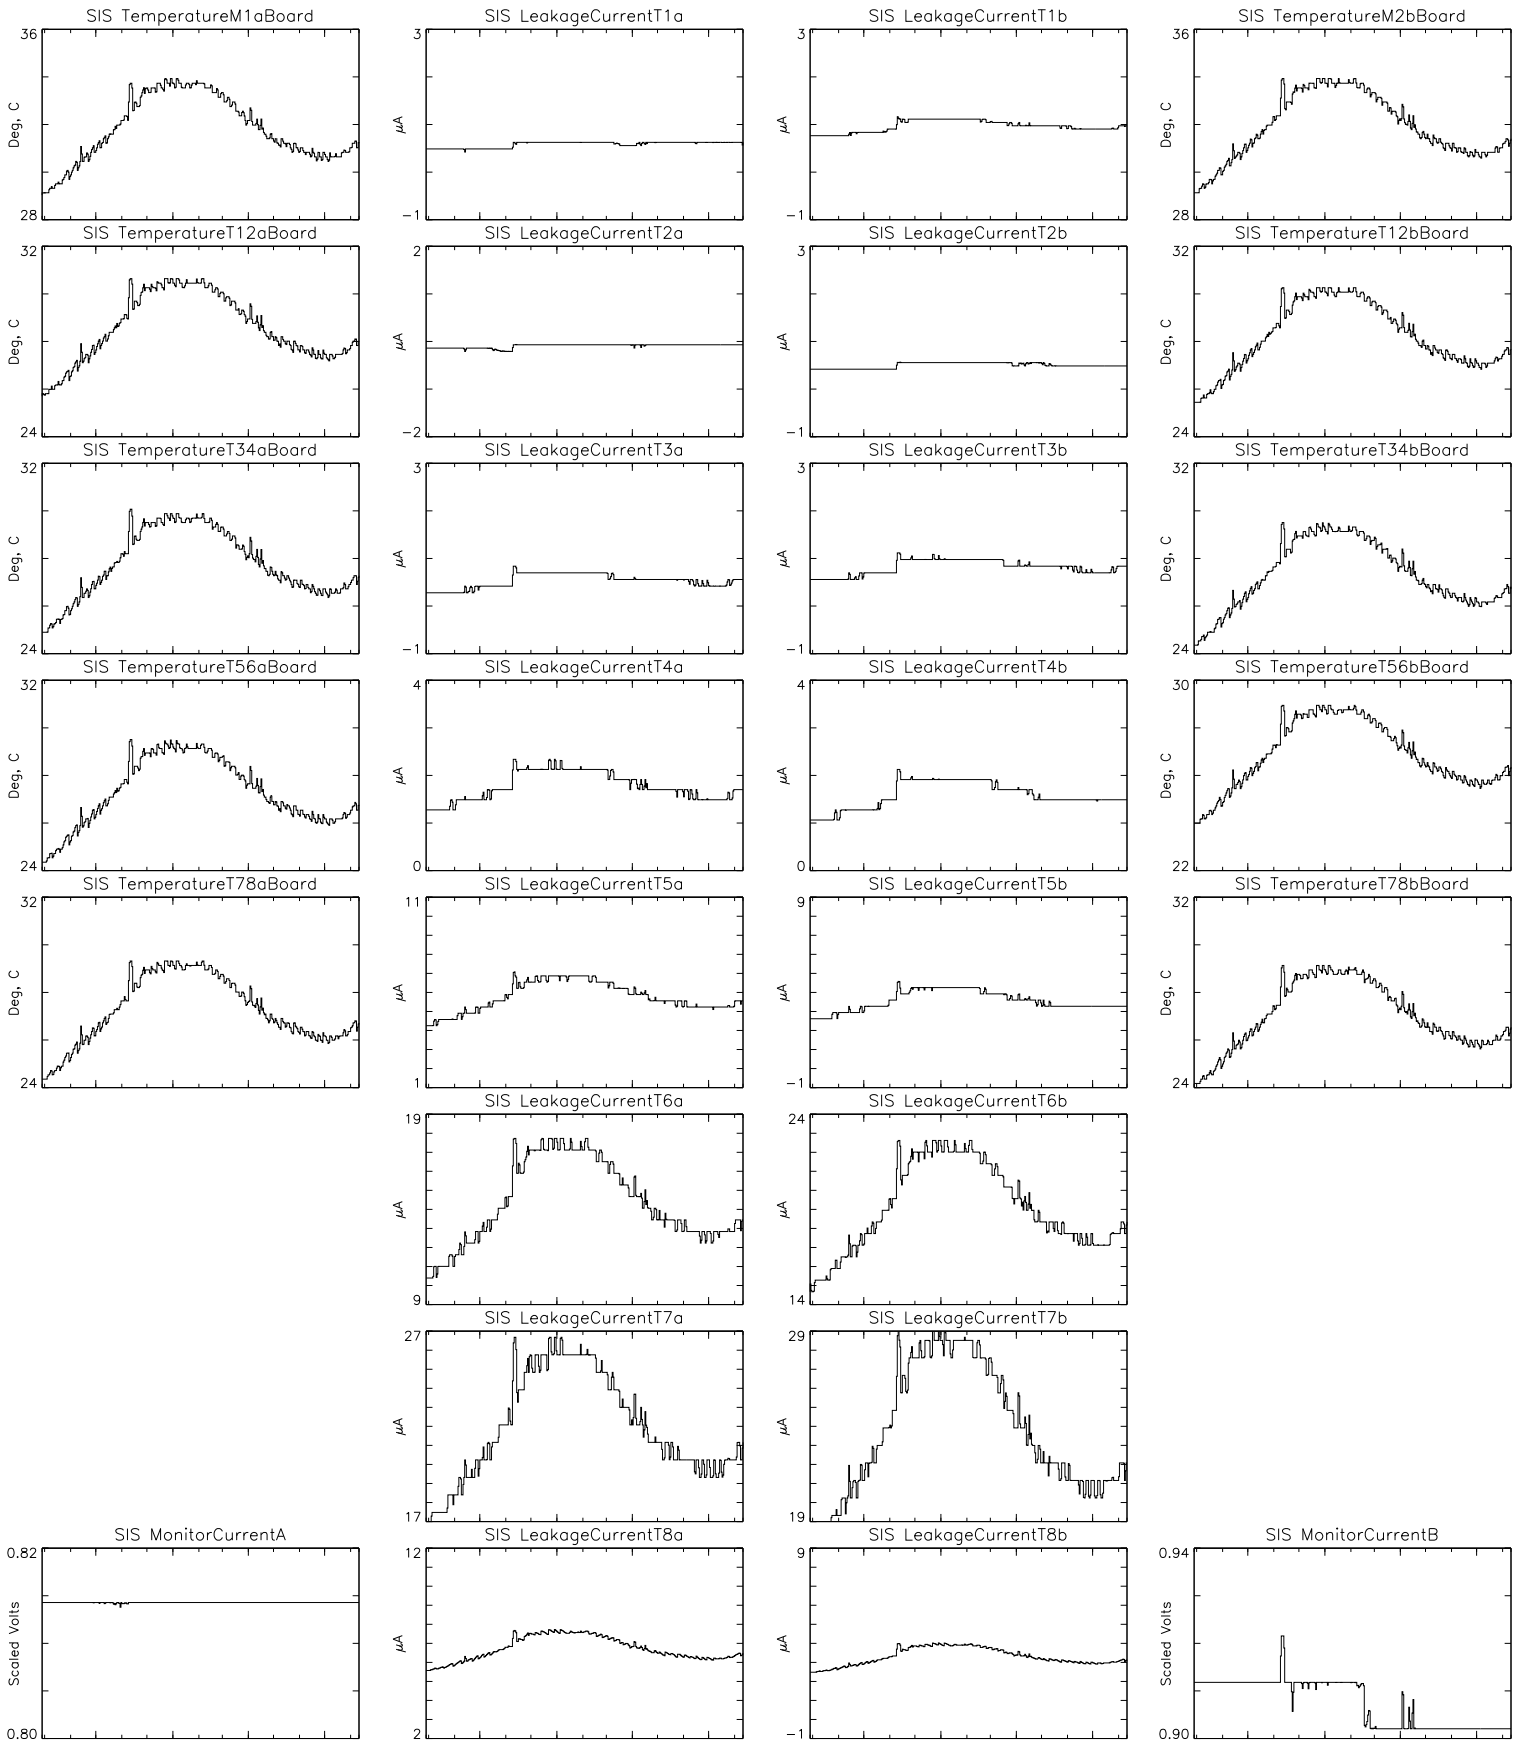 SIS TemperatureM1aBoard
36
Deg, C
28
SIS LeakageCurrentT1a
3
µA
−1
SIS LeakageCurrentT1b
3
µA
−1
SIS TemperatureM2bBoard
36
Deg, C
28
SIS TemperatureT12aBoard
32
Deg, C
24
SIS LeakageCurrentT2a
2
µA
−2
SIS LeakageCurrentT2b
3
µA
−1
SIS TemperatureT12bBoard
32
Deg, C
24
SIS TemperatureT34aBoard
32
Deg, C
24
SIS LeakageCurrentT3a
3
µA
−1
SIS LeakageCurrentT3b
3
µA
−1
SIS TemperatureT34bBoard
32
Deg, C
24
SIS TemperatureT56aBoard
32
Deg, C
24
SIS LeakageCurrentT4a
4
µA
0
SIS LeakageCurrentT4b
4
µA
0
SIS TemperatureT56bBoard
30
Deg, C
22
SIS TemperatureT78aBoard
32
Deg, C
24
SIS LeakageCurrentT5a
11
µA
1
SIS LeakageCurrentT5b
9
µA
−1
SIS TemperatureT78bBoard
32
Deg, C
24
SIS LeakageCurrentT6a
19
µA
9
SIS LeakageCurrentT6b
24
µA
14
SIS LeakageCurrentT7a
27
µA
17
SIS LeakageCurrentT7b
29
µA
19
SIS MonitorCurrentA
0.82
Scaled Volts
0.80
SIS LeakageCurrentT8a
12
µA
2
SIS LeakageCurrentT8b
9
µA
−1
SIS MonitorCurrentB
0.94
Scaled Volts
0.90